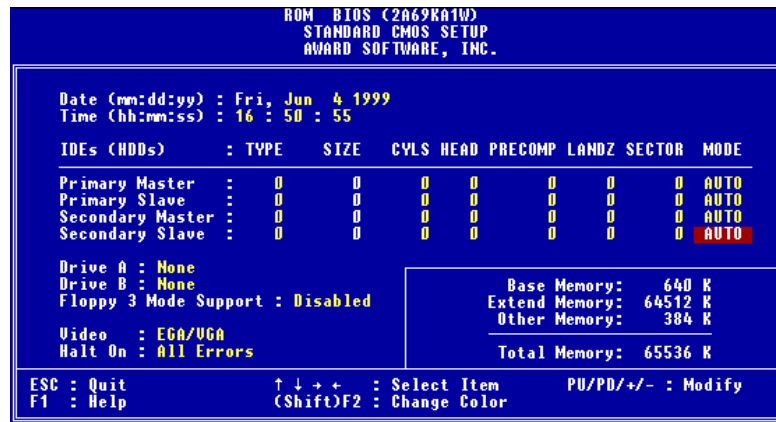 ROM BIOS (2A69KA1W)
STANDARD CMOS SETUP
AWARD SOFTWARE, INC.
Date (mm:dd:yy) : Fri, Jun 4 1999
Time (hh:mm:ss) : 16 : 50 : 55
IDEs (HDDs) : TYPE SIZE CYLS HEAD PRECOMP LANDZ SECTOR MODE
Primary Master : 0 0 0 0 0 0 0 AUTO
Primary Slave : 0 0 0 0 0 0 0 AUTO
Secondary Master : 0 0 0 0 0 0 0 AUTO
Secondary Slave : 0 0 0 0 0 0 0 AUTO
Drive A : None
Drive B : None
Floppy 3 Mode Support : Disabled
Video : EGA/VGA
Halt On : All Errors
Base Memory: 640 K
Extend Memory: 64512 K
Other Memory: 384 K
Total Memory: 65536 K
ESC : Quit ↑ ↓ → ← : Select Item PU/PD/+/- : Modify
F1 : Help (Shift)F2 : Change Color